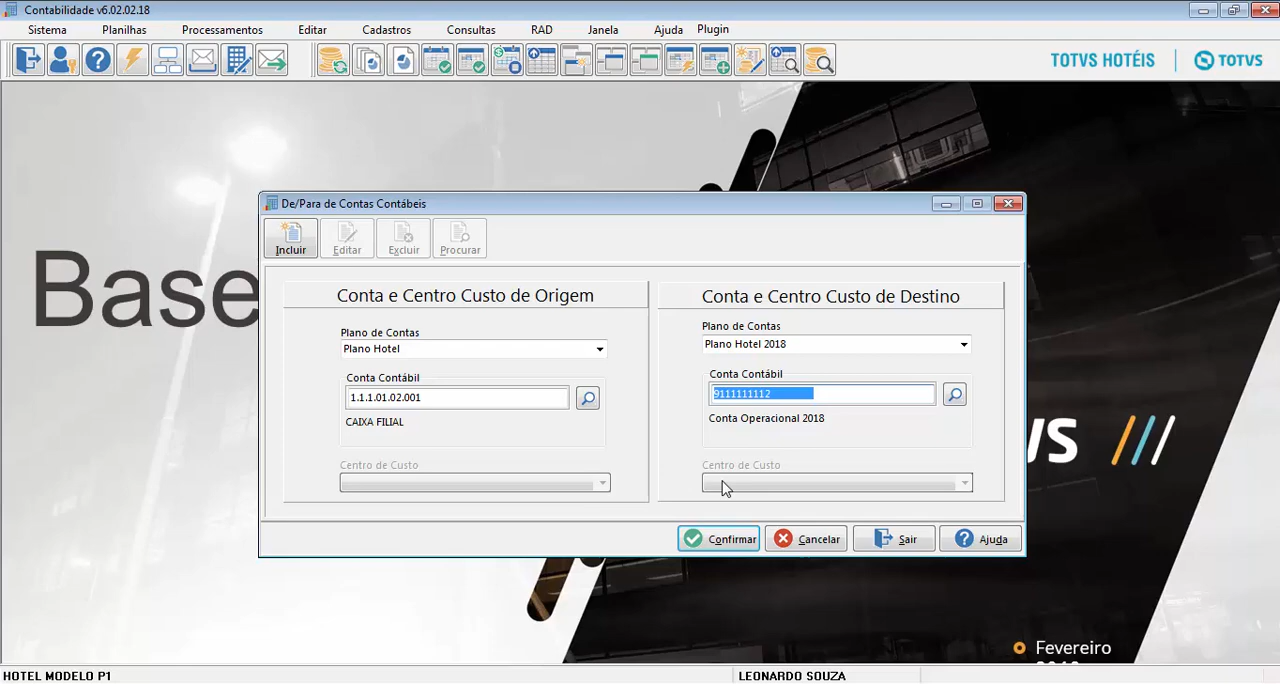 Contabilidade v6.02.02.18
Sistema Planilhas Processamentos Editar Cadastros Consultas RAD Janela Ajuda Plugin
TOTVS HOTÉIS TOTVS
Base
De/Para de Contas Contábeis
Incluir Editar Excluir Procurar
Conta e Centro Custo de Origem
Plano de Contas
Plano Hotel
Conta Contábil
1.1.1.01.02.001
CAIXA FILIAL
Centro de Custo
Conta e Centro Custo de Destino
Plano de Contas
Plano Hotel 2018
Conta Contábil
9111111112
Conta Operacional 2018
Centro de Custo
VS
Confirmar Cancelar Sair Ajuda
Fevereiro
HOTEL MODELO P1 LEONARDO SOUZA